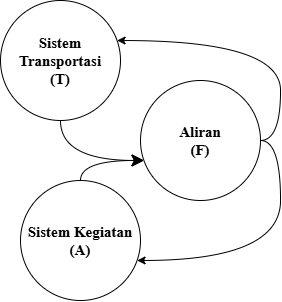 Sistem
Transportasi
(T)
Aliran
(F)
Sistem Kegiatan
(A)